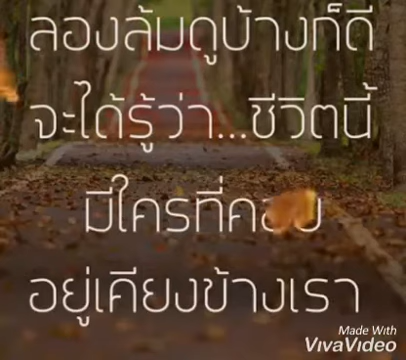 ลองล้มดูบ้างก็ดี
จะได้รู้ว่า...ชีวิตนี้
มีใครที่
อยู่เคียงข้างเรา
Made With
VivaVideo